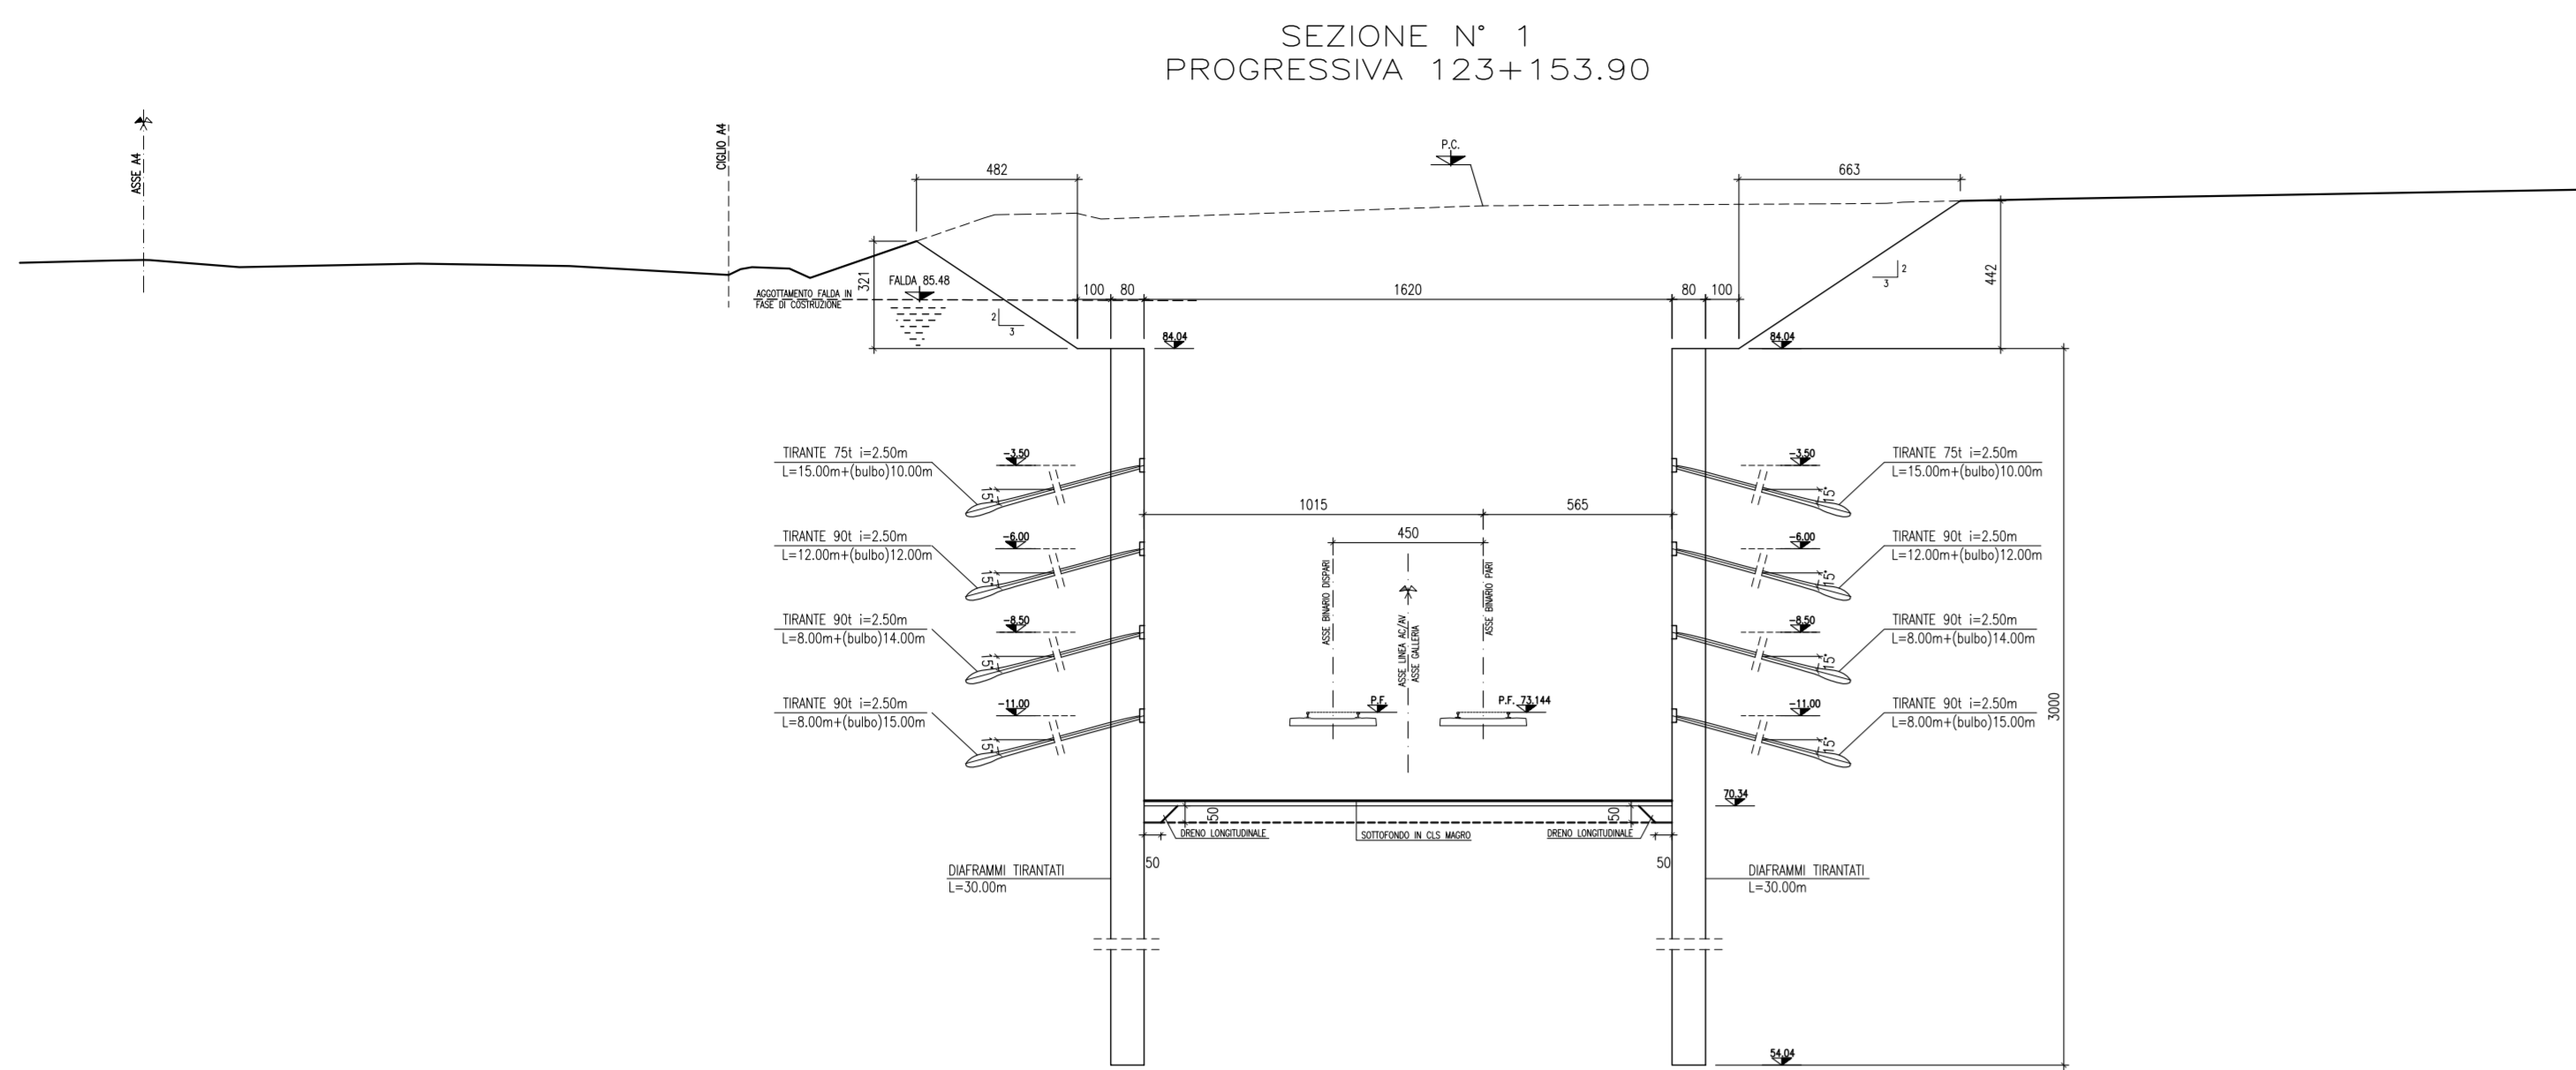 SEZIONE N° 1
PROGRESSIVA 123+153.90
ASSE A4
CIGLIO A4
482
P.C.
663
321
FALDA 85.48
AGGOTTAMENTO FALDA IN
FASE DI COSTRUZIONE
2
3
100
80
1620
80
100
2
3
442
84.04
84.04
TIRANTE 75t i=2.50m
L=15.00m+(bulbo)10.00m
-3.50
15°
-3.50
15°
TIRANTE 75t i=2.50m
L=15.00m+(bulbo)10.00m
1015
565
450
TIRANTE 90t i=2.50m
L=12.00m+(bulbo)12.00m
-6.00
15°
-6.00
15°
TIRANTE 90t i=2.50m
L=12.00m+(bulbo)12.00m
ASSE BINARIO DISPARI
ASSE LINEA AC/AV
ASSE GALLERIA
ASSE BINARIO PARI
TIRANTE 90t i=2.50m
L=8.00m+(bulbo)14.00m
-8.50
15°
-8.50
15°
TIRANTE 90t i=2.50m
L=8.00m+(bulbo)14.00m
TIRANTE 90t i=2.50m
L=8.00m+(bulbo)15.00m
-11.00
15°
P.F.
P.F. 73.144
-11.00
15°
TIRANTE 90t i=2.50m
L=8.00m+(bulbo)15.00m
3000
70.34
50
50
DRENO LONGITUDINALE
SOTTOFONDO IN CLS MAGRO
DRENO LONGITUDINALE
50
50
DIAFRAMMI TIRANTATI
L=30.00m
DIAFRAMMI TIRANTATI
L=30.00m
54.04